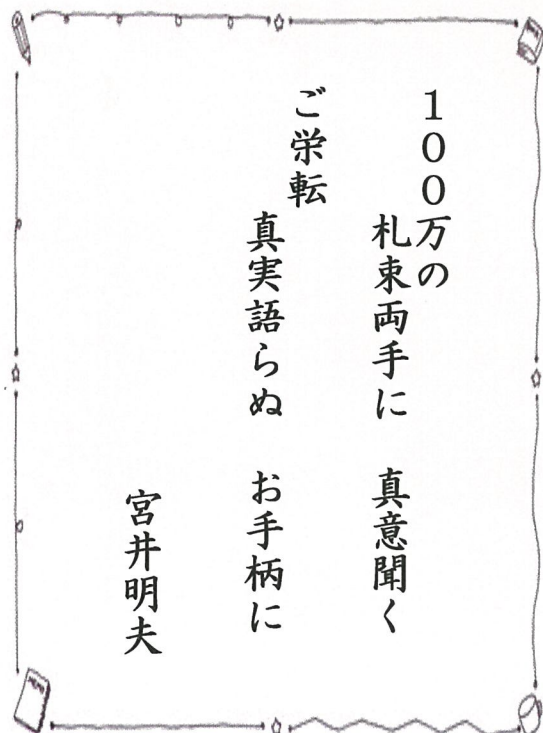 １００万の
札束両手に　真意聞く
ご栄転
真実語らぬ　お手柄に
宮井明夫